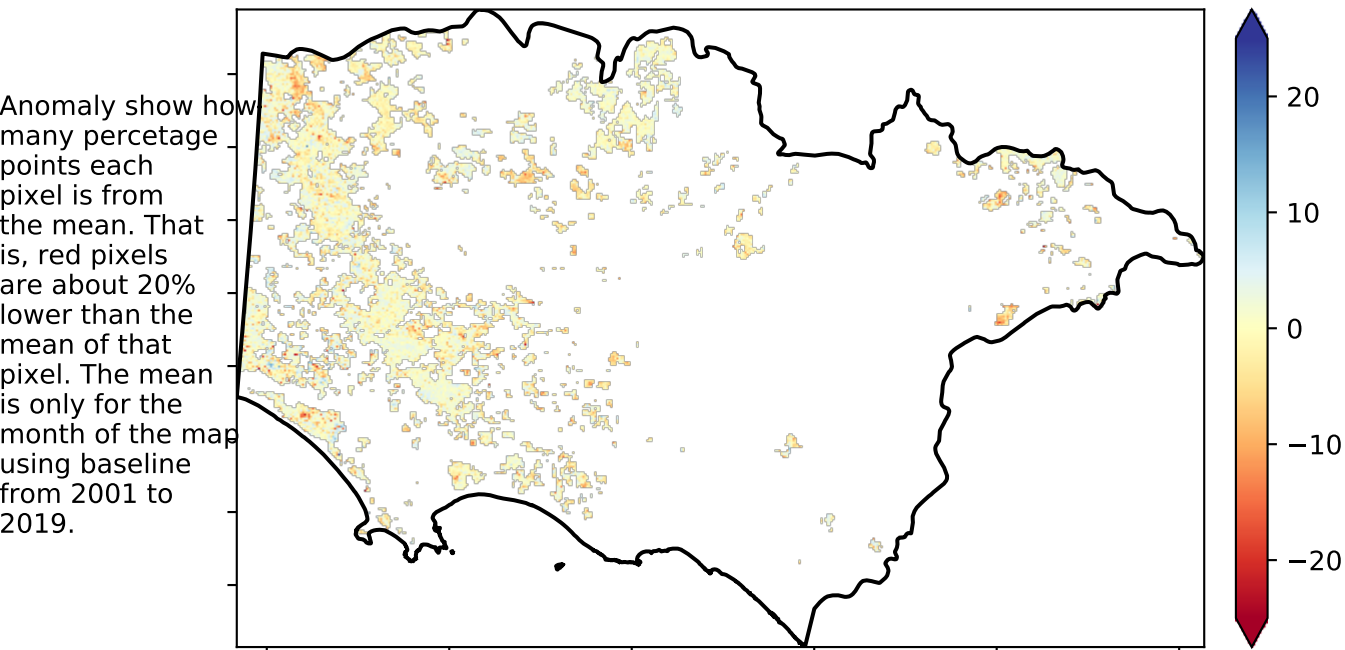 Anomaly show how
many percetage
points each
pixel is from
the mean. That
is, red pixels
are about 20%
lower than the
mean of that
pixel. The mean
is only for the
month of the map
using baseline
from 2001 to
2019.
20
10
0
−10
−20